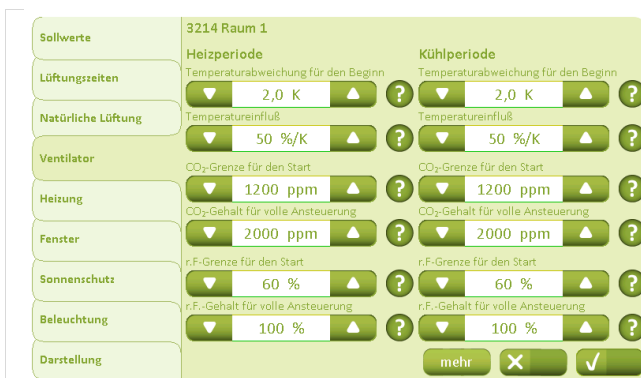 3214 Raum 1
Sollwerte
Lüftungszeiten
Natürliche Lüftung
Ventilator
Heizung
Fenster
Sonnenschutz
Beleuchtung
Darstellung
Heizperiode
Temperaturabweichung für den Beginn
2,0 K ?
Temperatureinfluß
50 %/K ?
CO₂-Grenze für den Start
1200 ppm ?
CO₂-Gehalt für volle Ansteuerung
2000 ppm ?
r.F-Grenze für den Start
60 % ?
r.F.-Gehalt für volle Ansteuerung
100 % ?
Kühlperiode
Temperaturabweichung für den Beginn
2,0 K ?
Temperatureinfluß
50 %/K ?
CO₂-Grenze für den Start
1200 ppm ?
CO₂-Gehalt für volle Ansteuerung
2000 ppm ?
r.F-Grenze für den Start
60 % ?
r.F.-Gehalt für volle Ansteuerung
100 % ?
mehr